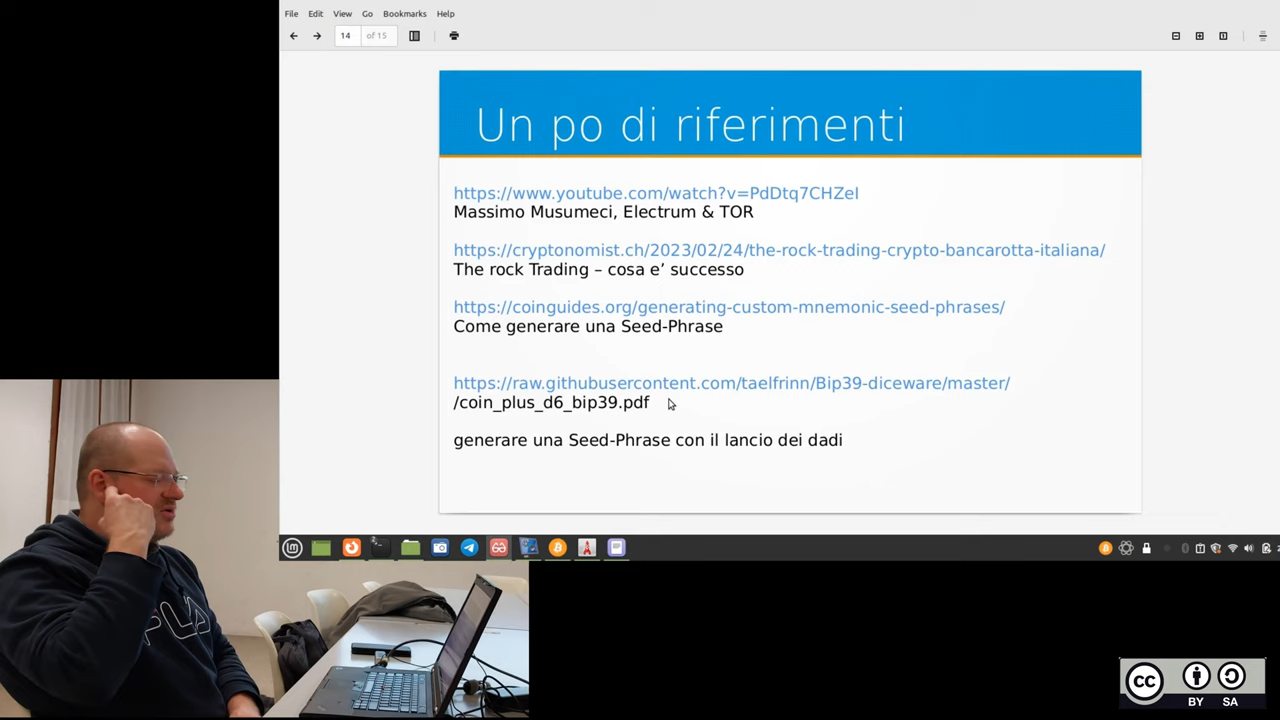 File Edit View Go Bookmarks Help
14 of 15
Un po di riferimenti
https://www.youtube.com/watch?v=PdDtq7CHZeI
Massimo Musumeci, Electrum & TOR
https://cryptonomist.ch/2023/02/24/the-rock-trading-crypto-bancarotta-italiana/
The rock Trading – cosa e’ successo
https://coinguides.org/generating-custom-mnemonic-seed-phrases/
Come generare una Seed-Phrase
https://raw.githubusercontent.com/taelfrinn/Bip39-diceware/master/
/coin_plus_d6_bip39.pdf
generare una Seed-Phrase con il lancio dei dadi
cc
BY SA